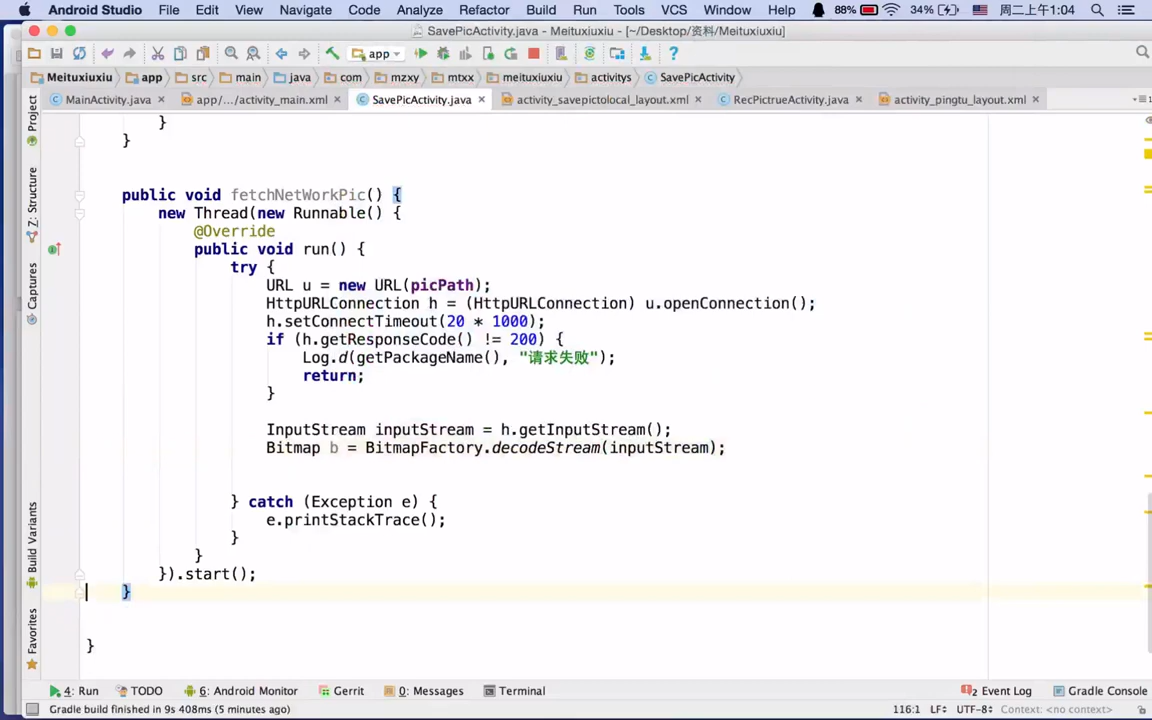 Android Studio File Edit View Navigate Code Analyze Refactor Build Run Tools VCS Window Help 88% 34% 周二上午1:04
SavePicActivity.java - Meituxiuxiu - [~/Desktop/资料/Meituxiuxiu]
app
Meituxiuxiu app src main java com mzxy mtxx meituxiuxiu activitys SavePicActivity
MainActivity.java app/.../activity_main.xml SavePicActivity.java activity_savepictolocal_layout.xml RecPictrueActivity.java activity_pingtu_layout.xml
Project
Z: Structure
Captures
Build Variants
Favorites
}
}
public void fetchNetWorkPic() {
new Thread(new Runnable() {
@Override
public void run() {
try {
URL u = new URL(picPath);
HttpURLConnection h = (HttpURLConnection) u.openConnection();
h.setConnectTimeout(20 * 1000);
if (h.getResponseCode() != 200) {
Log.d(getPackageName(), "请求失败");
return;
}
InputStream inputStream = h.getInputStream();
Bitmap b = BitmapFactory.decodeStream(inputStream);
} catch (Exception e) {
e.printStackTrace();
}
}
}).start();
}
}
4: Run TODO 6: Android Monitor Gerrit 0: Messages Terminal Event Log Gradle Console
Gradle build finished in 9s 408ms (5 minutes ago) 116:1 LF÷ UTF-8÷ Context: <no context>